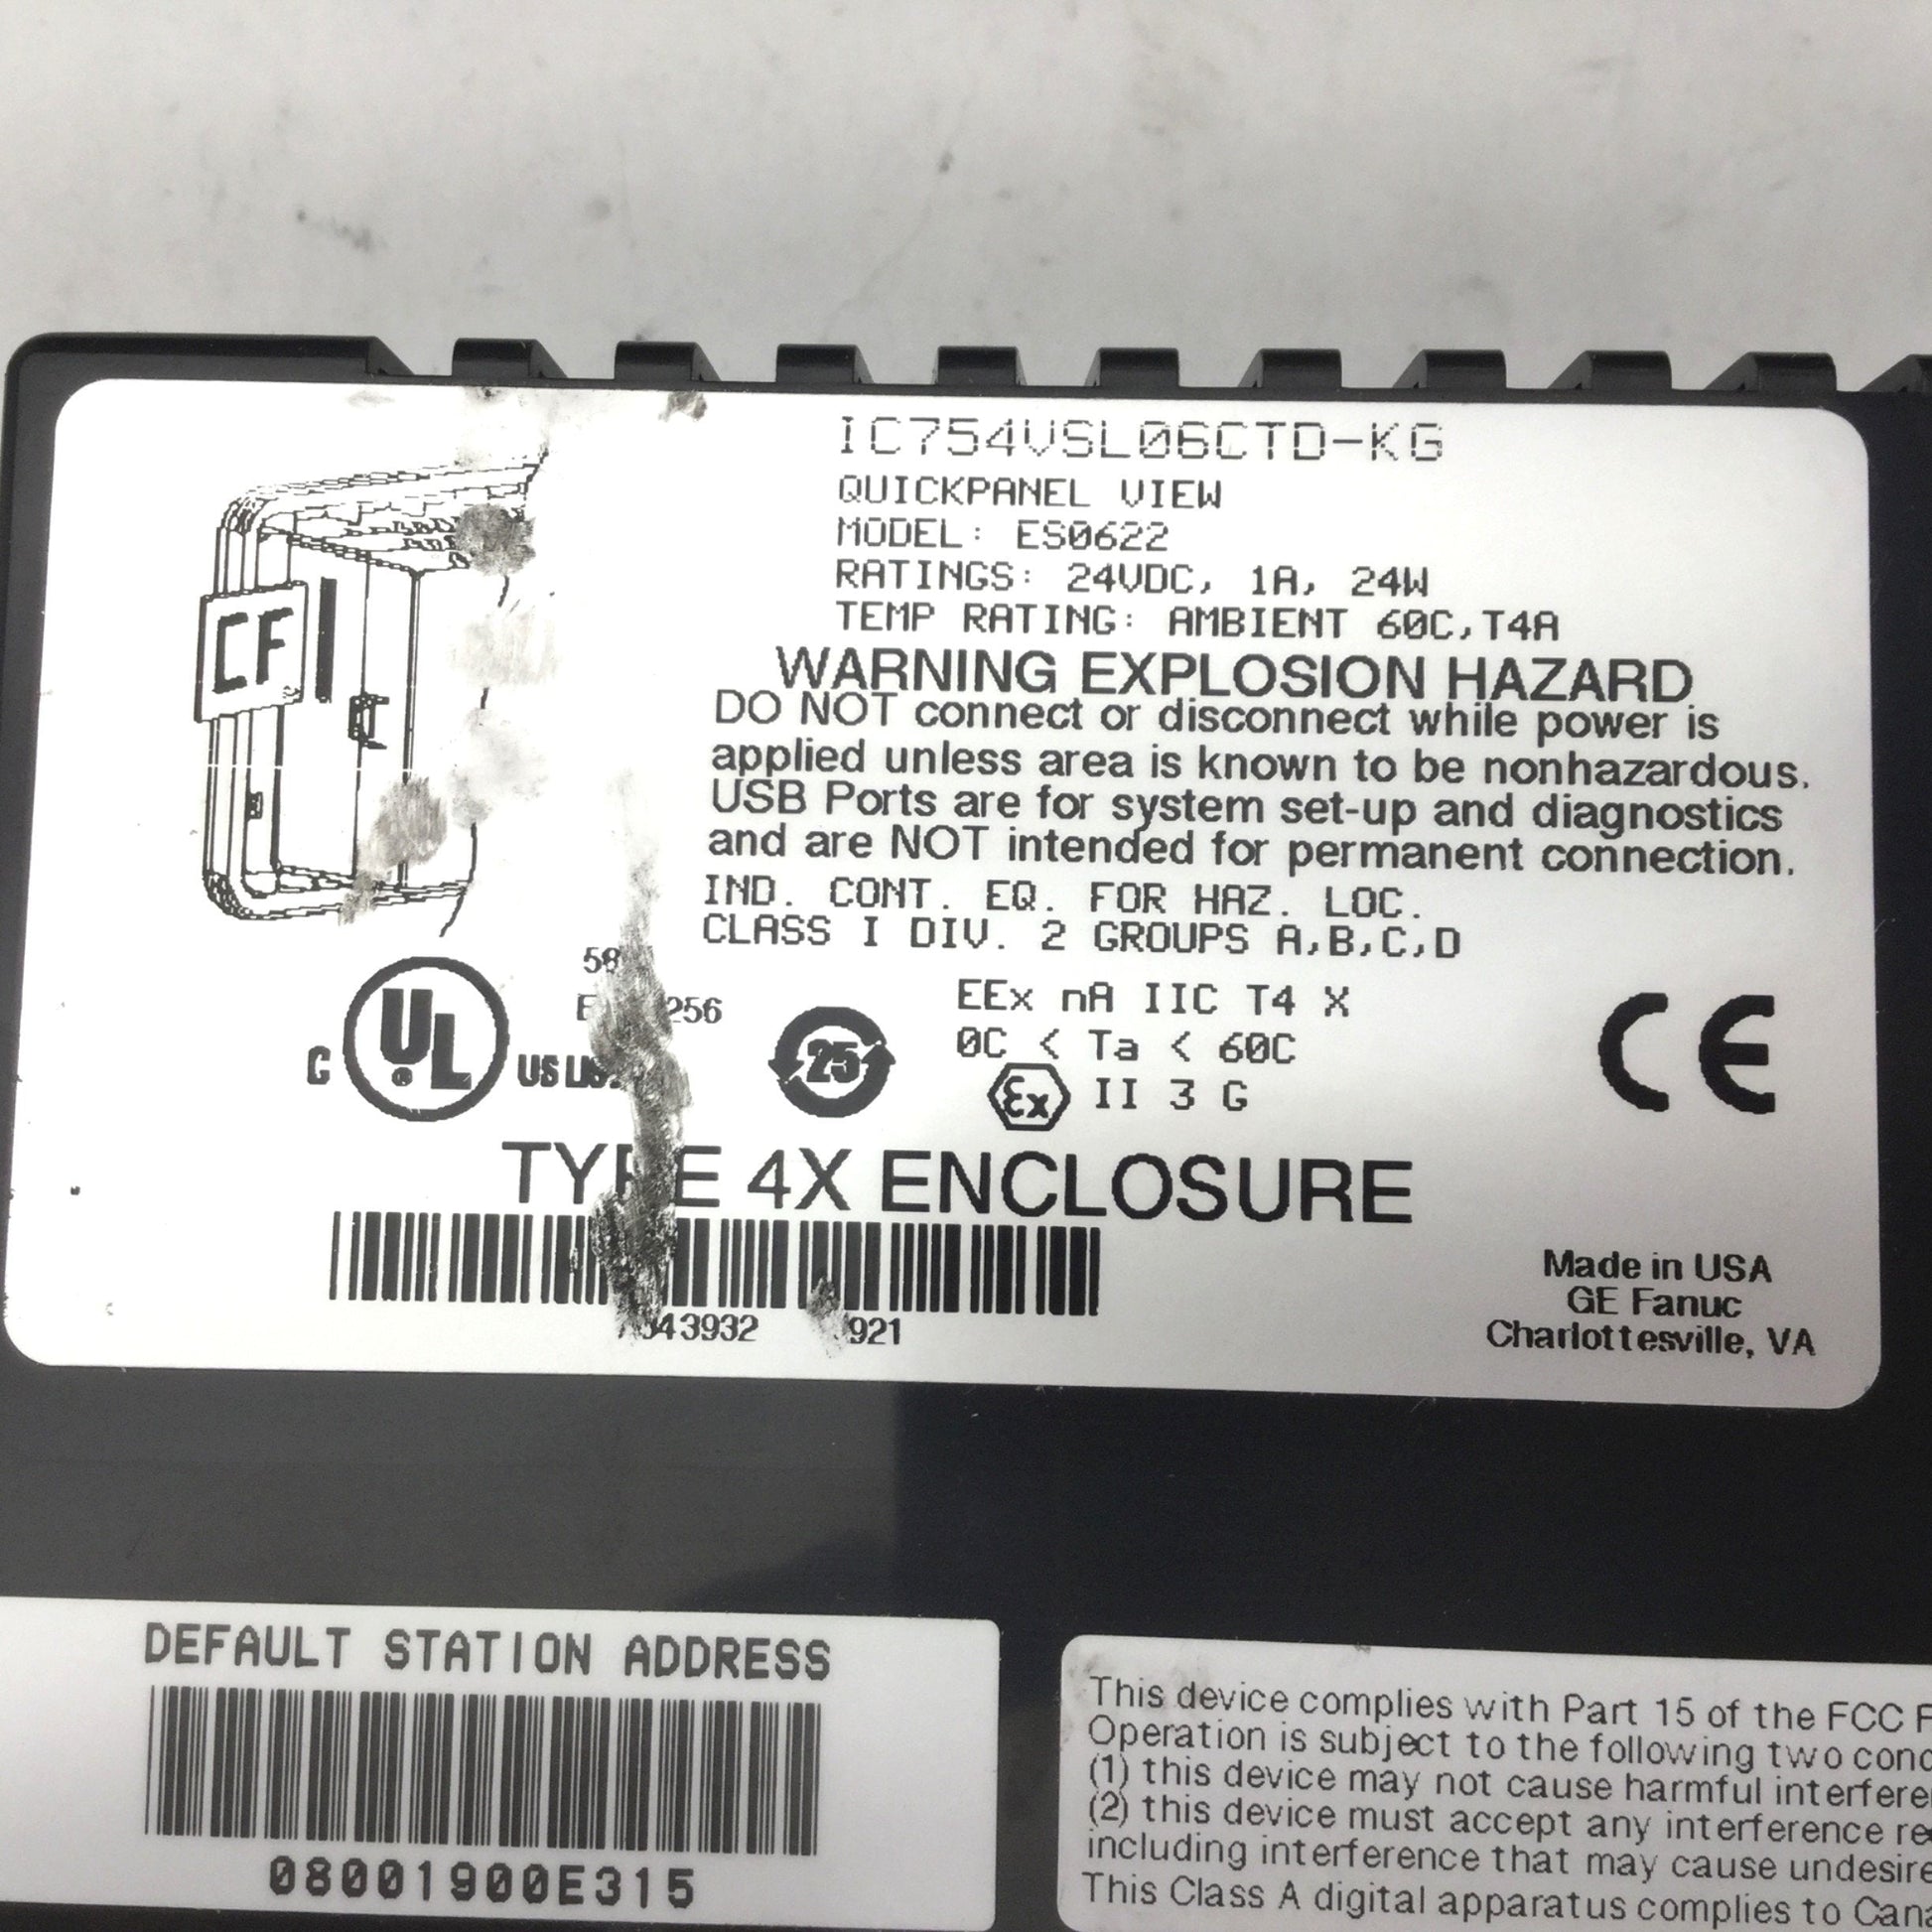 IC754VSL06CTD-KG
QUICKPANEL VIEW
MODEL: ES0622
RATINGS: 24VDC, 1A, 24W
TEMP RATING: AMBIENT 60C,T4A
WARNING EXPLOSION HAZARD
DO NOT connect or disconnect while power is
applied unless area is known to be nonhazardous.
USB Ports are for system set-up and diagnostics
and are NOT intended for permanent connection.
IND. CONT. EQ. FOR HAZ. LOC.
CLASS I DIV. 2 GROUPS A,B,C,D
CF
C UL US
25
EEx nA IIC T4 X
0C < Ta < 60C
Ex II 3 G
CE
TYPE 4X ENCLOSURE
Made in USA
GE Fanuc
Charlottesville, VA
DEFAULT STATION ADDRESS
08001900E315
This device complies with Part 15 of the FCC
Operation is subject to the following two
(1) this device may not cause harmful
(2) this device must accept any interference
including interference that may cause
This Class A digital apparatus complies to